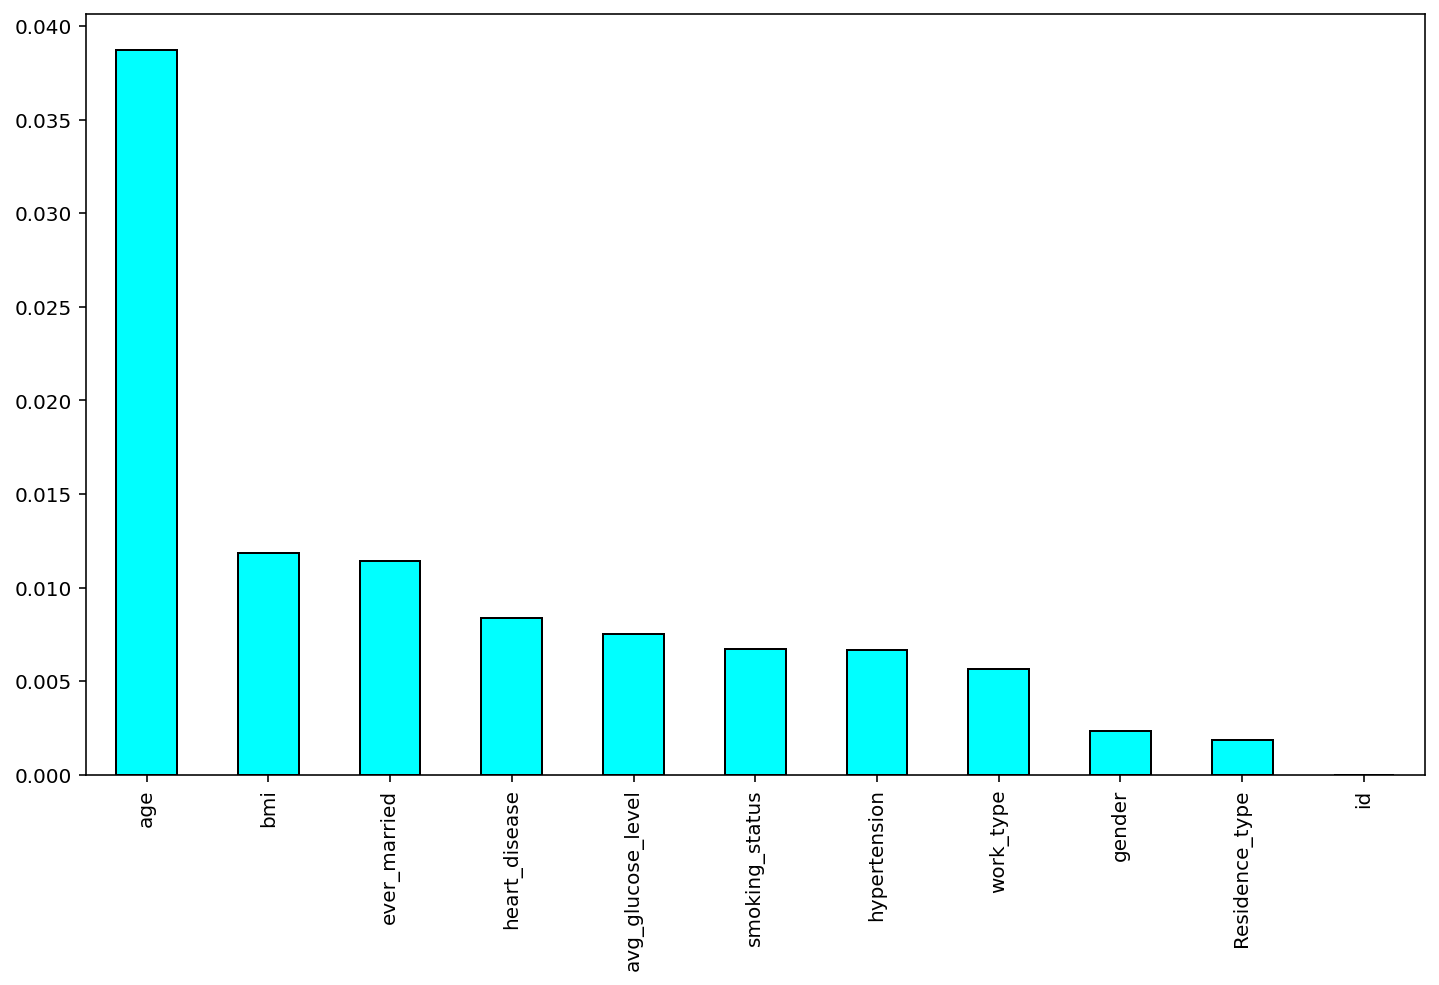 0.040
0.035
0.030
0.025
0.020
0.015
0.010
0.005
0.000
age
bmi
ever_married
heart_disease
avg_glucose_level
smoking_status
hypertension
work_type
gender
Residence_type
id